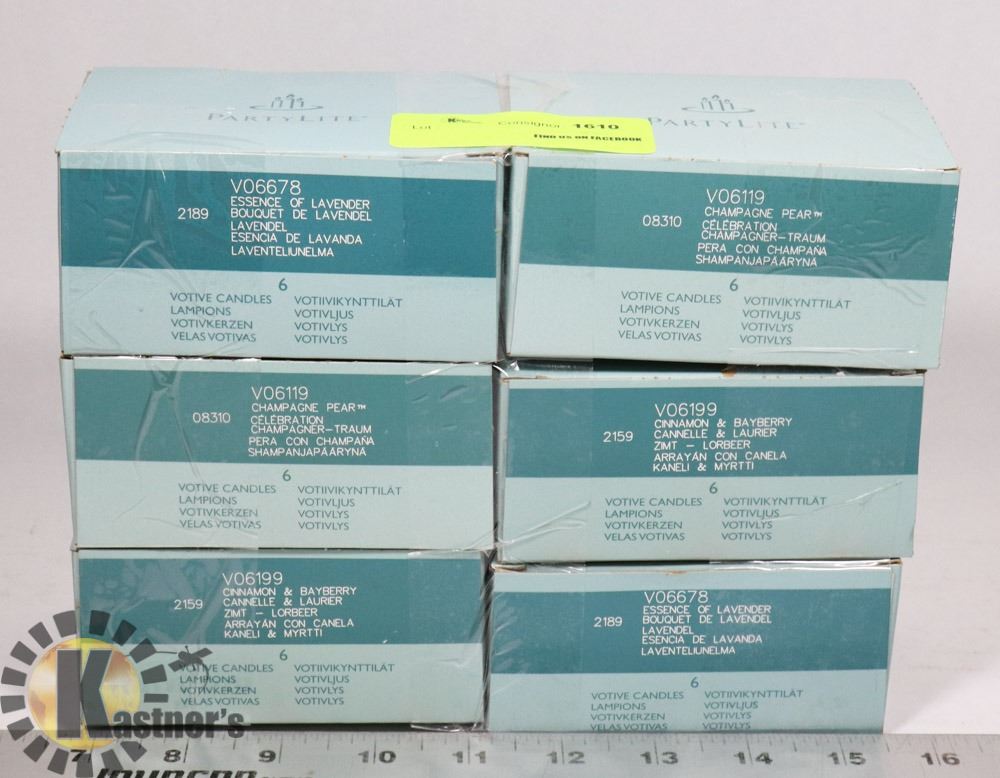 PARTYLITE®
PARTYLITE®
Lot Consignor 1610
FIND US ON FACEBOOK
V06678
2189
ESSENCE OF LAVENDER
BOUQUET DE LAVENDEL
LAVENDEL
ESENCIA DE LAVANDA
LAVENTELIUNELMA
6
VOTIVE CANDLES VOTIIVIKYNTTILÄT
LAMPIONS VOTIVLJUS
VOTIVKERZEN VOTIVLYS
VELAS VOTIVAS VOTIVLYS
V06119
08310
CHAMPAGNE PEAR™
CÉLÉBRATION
CHAMPAGNER-TRAUM
PERA CON CHAMPAÑA
SHAMPANJAPÄÄRYNÄ
6
VOTIVE CANDLES VOTIIVIKYNTTILÄT
LAMPIONS VOTIVLJUS
VOTIVKERZEN VOTIVLYS
VELAS VOTIVAS VOTIVLYS
V06119
08310
CHAMPAGNE PEAR™
CÉLÉBRATION
CHAMPAGNER-TRAUM
PERA CON CHAMPAÑA
SHAMPANJAPÄÄRYNÄ
6
VOTIVE CANDLES VOTIIVIKYNTTILÄT
LAMPIONS VOTIVLJUS
VOTIVKERZEN VOTIVLYS
VELAS VOTIVAS VOTIVLYS
V06199
2159
CINNAMON & BAYBERRY
CANNELLE & LAURIER
ZIMT - LORBEER
ARRAYÁN CON CANELA
KANELI & MYRTTI
6
VOTIVE CANDLES VOTIIVIKYNTTILÄT
LAMPIONS VOTIVLJUS
VOTIVKERZEN VOTIVLYS
VELAS VOTIVAS VOTIVLYS
V06199
2159
CINNAMON & BAYBERRY
CANNELLE & LAURIER
ZIMT - LORBEER
ARRAYÁN CON CANELA
KANELI & MYRTTI
6
VOTIVE CANDLES VOTIIVIKYNTTILÄT
LAMPIONS VOTIVLJUS
VOTIVKERZEN VOTIVLYS
VELAS VOTIVAS VOTIVLYS
V06678
2189
ESSENCE OF LAVENDER
BOUQUET DE LAVENDEL
LAVENDEL
ESENCIA DE LAVANDA
LAVENTELIUNELMA
6
VOTIVE CANDLES VOTIIVIKYNTTILÄT
LAMPIONS VOTIVLJUS
VOTIVKERZEN VOTIVLYS
VELAS VOTIVAS VOTIVLYS
Kastner's
7 8 9 10 11 12 13 14 15 16